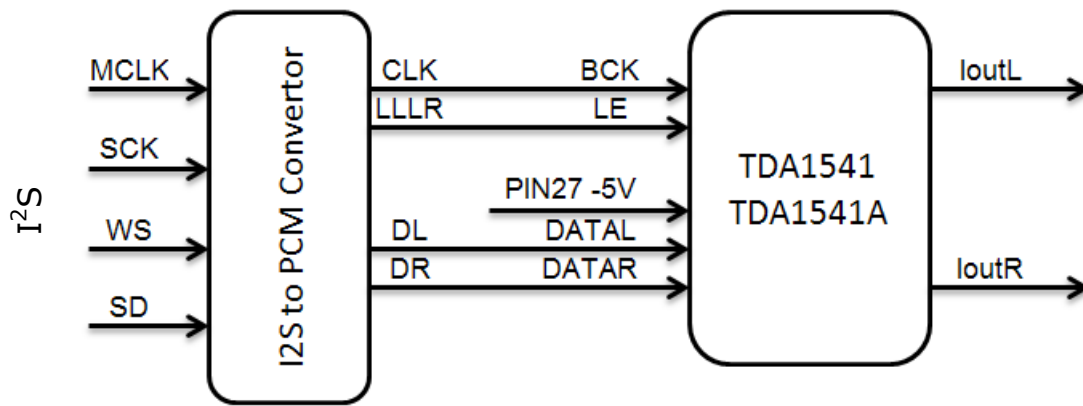 I²S
MCLK
SCK
WS
SD
I2S to PCM Convertor
CLK BCK
LLLR LE
PIN27 -5V
DL DATAL
DR DATAR
TDA1541
TDA1541A
IoutL
IoutR